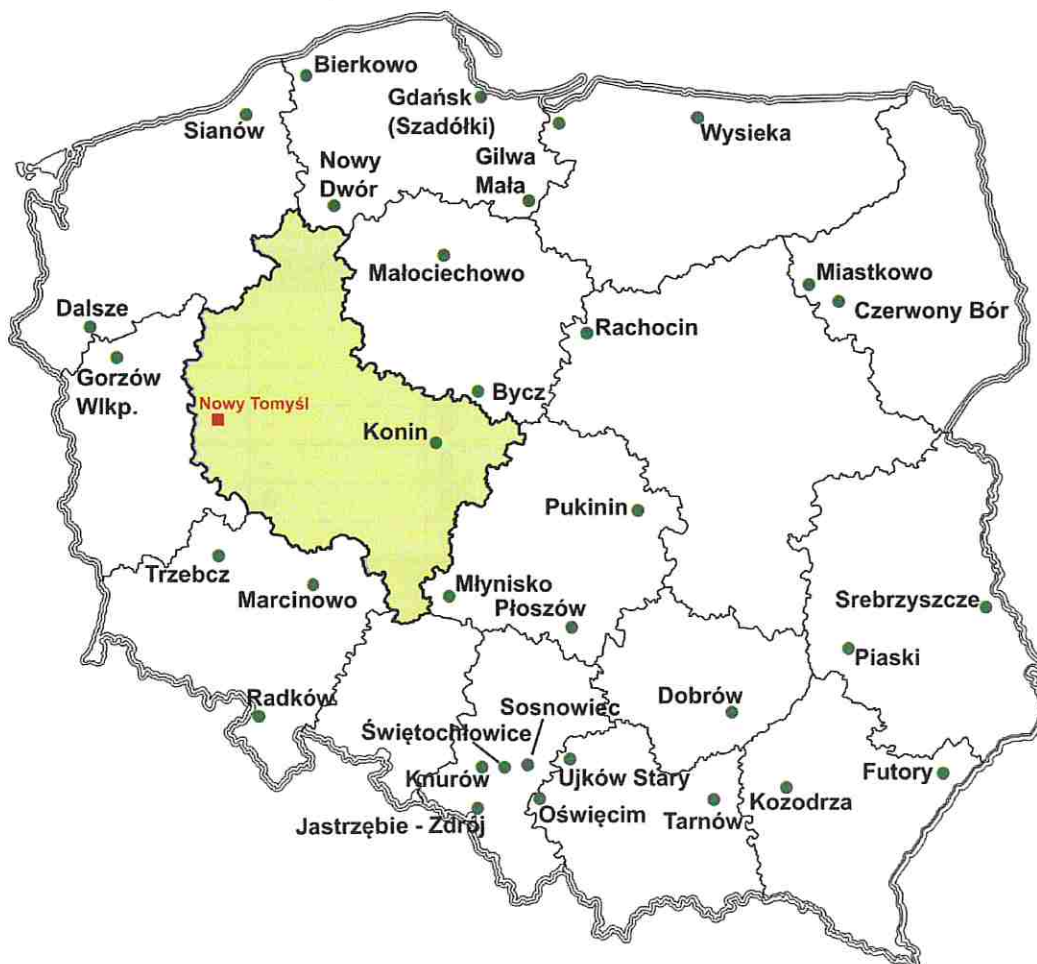 Bierkowo
Gdańsk
(Szadółki)
Sianów
Wysieka
Nowy
Dwór
Gilwa
Mała
Małociechowo
Miastkowo
Czerwony Bór
Dalsze
Rachocin
Gorzów
Wlkp.
Bycz
Nowy Tomyśl
Konin
Pukinin
Trzebcz
Marcinowo
Młynisko
Płoszów
Srebrzyszcze
Piaski
Radków
Dobrów
Sosnowiec
Świętochłowice
Knurów
Ujków Stary
Futory
Jastrzębie - Zdrój
Oświęcim
Tarnów
Kozodrza